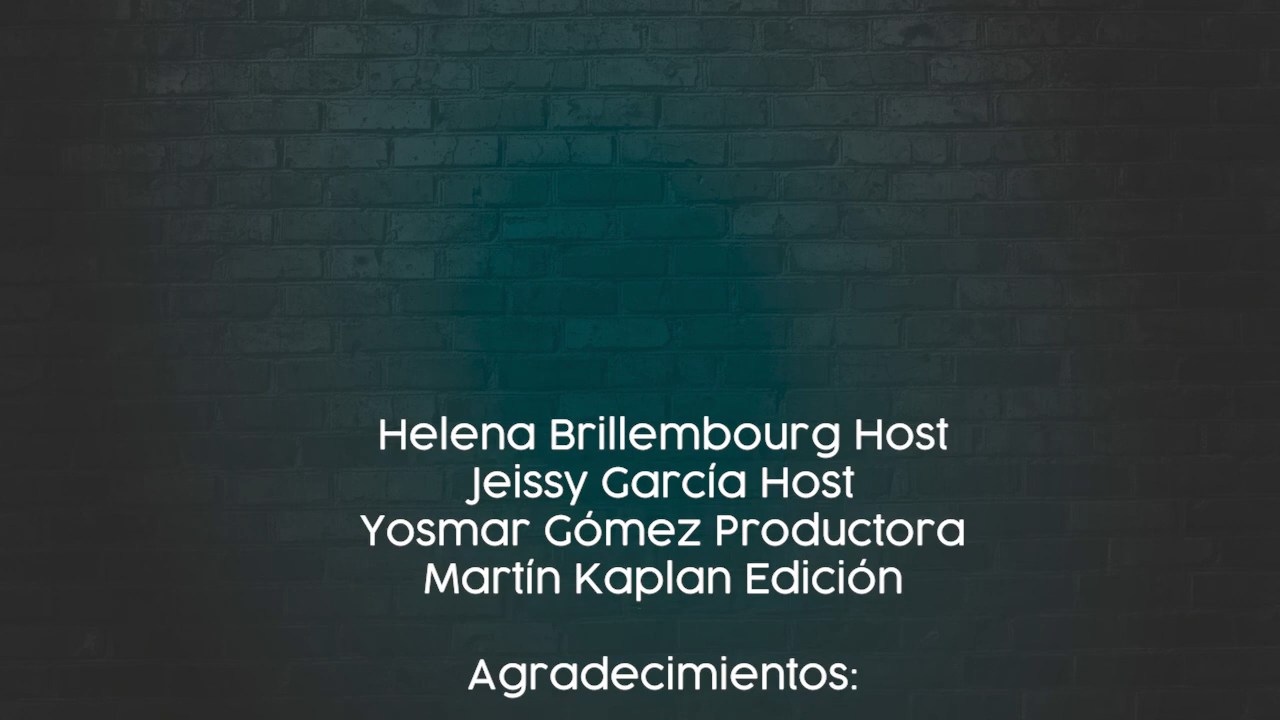 Helena Brillembourg Host
Jeissy García Host
Yosmar Gómez Productora
Martín Kaplan Edición
Agradecimientos: